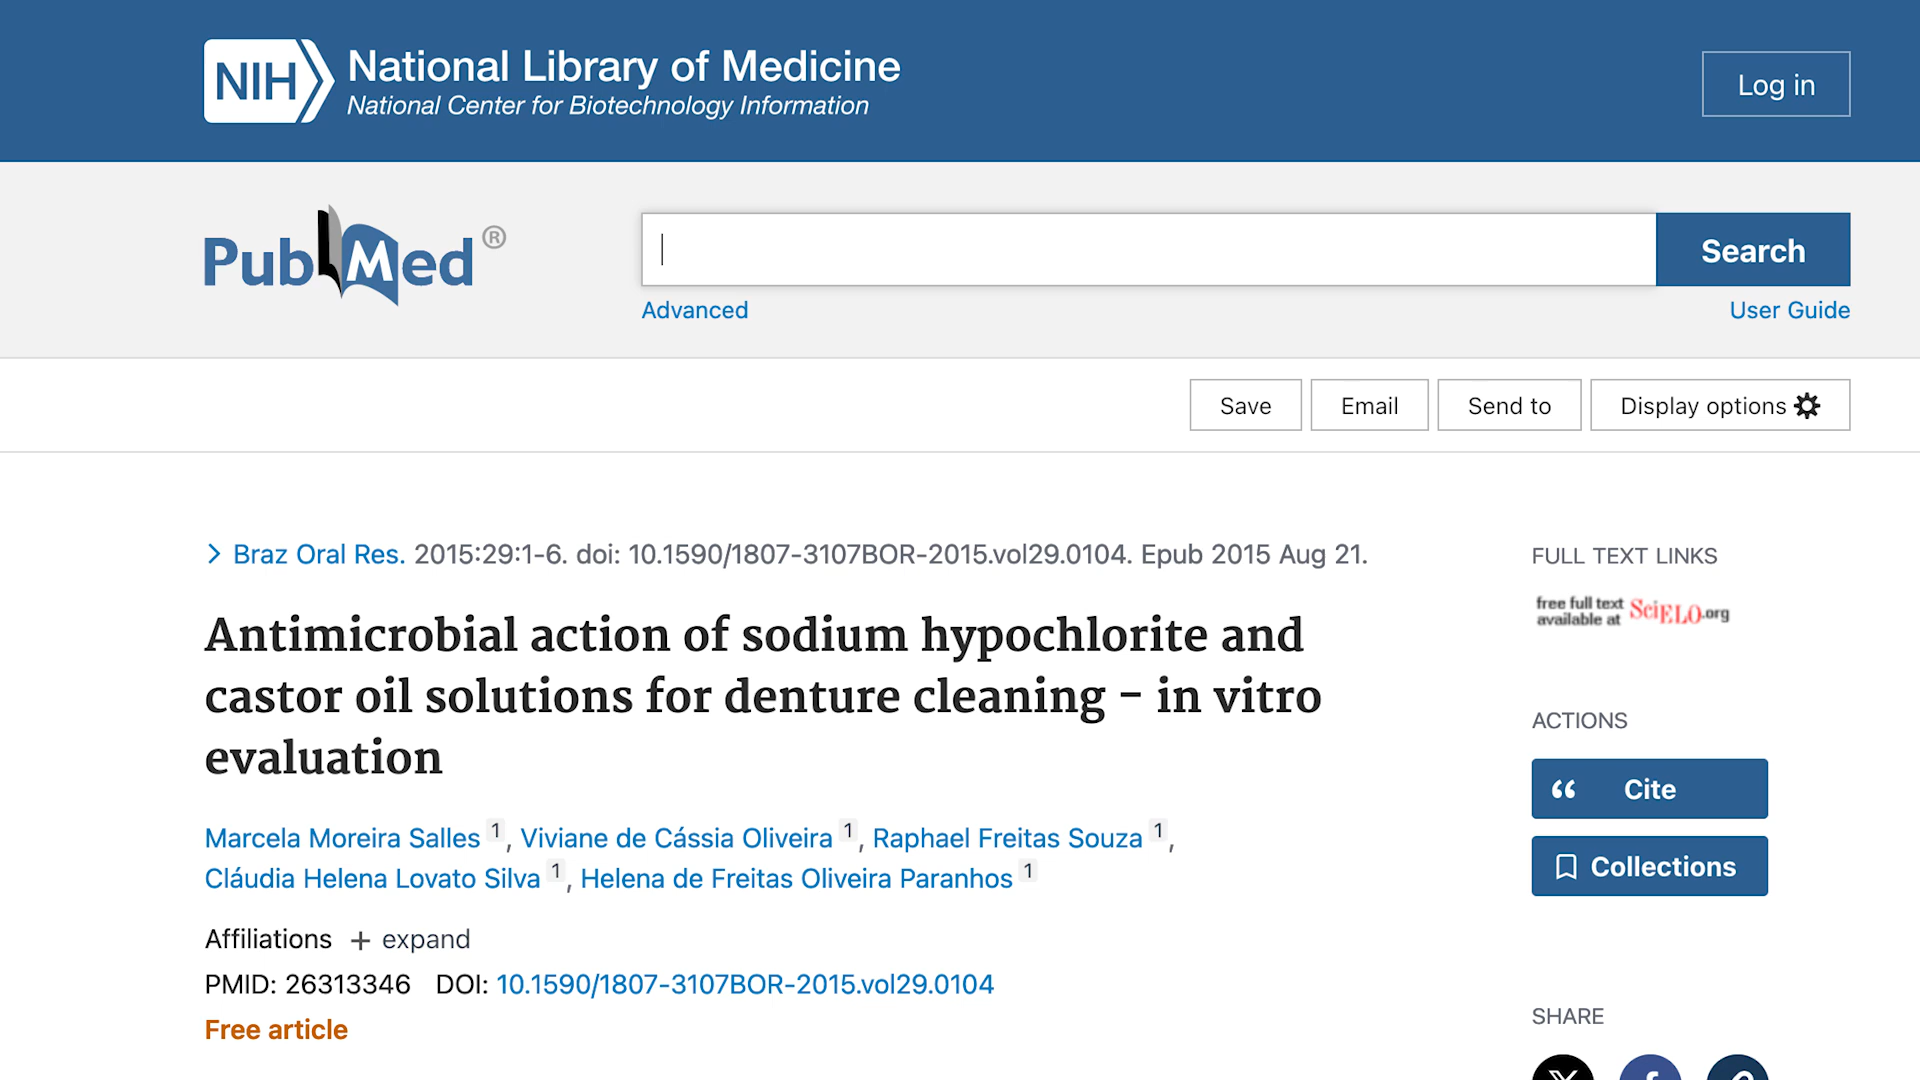 NIH National Library of Medicine
National Center for Biotechnology Information
Log in
PubMed®
Search
Advanced
User Guide
Save
Email
Send to
Display options
Braz Oral Res. 2015:29:1-6. doi: 10.1590/1807-3107BOR-2015.vol29.0104. Epub 2015 Aug 21.
Antimicrobial action of sodium hypochlorite and
castor oil solutions for denture cleaning – in vitro
evaluation
Marcela Moreira Salles 1, Viviane de Cássia Oliveira 1, Raphael Freitas Souza 1,
Cláudia Helena Lovato Silva 1, Helena de Freitas Oliveira Paranhos 1
Affiliations + expand
PMID: 26313346 DOI: 10.1590/1807-3107BOR-2015.vol29.0104
Free article
FULL TEXT LINKS
free full text
available at SciELO.org
ACTIONS
Cite
Collections
SHARE